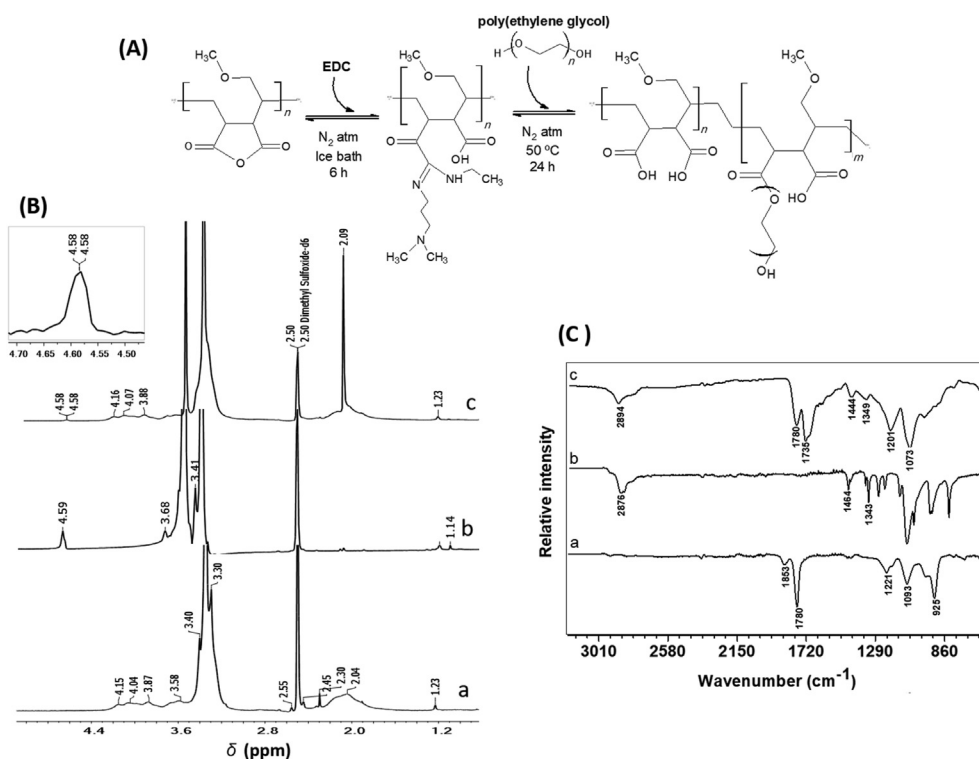 (A)
poly(ethylene glycol)
H O OH n
H₃C O n O O O
EDC
N₂ atm
Ice bath
6 h
H₃C O n O O OH NH CH₃ N N H₃C CH₃
N₂ atm
50 ºC
24 h
H₃C O n O OH HO O
H₃C O m O O OH n OH
(B)
4.58
4.58
4.70 4.65 4.60 4.55 4.50
4.58
4.58
4.16
4.07
3.88
2.50
2.50 Dimethyl Sulfoxide-d6
2.09
1.23
c
4.59
3.68
3.41
1.14
b
4.15
4.04
3.87
3.58
3.40
3.30
2.55
2.45
2.30
2.04
1.23
a
4.4 3.6 2.8 2.0 1.2
δ (ppm)
(C)
Relative intensity
c
2894
1780
1735
1444
1349
1201
1073
b
2876
1464
1343
a
1853
1780
1221
1093
925
3010 2580 2150 1720 1290 860
Wavenumber (cm⁻¹)